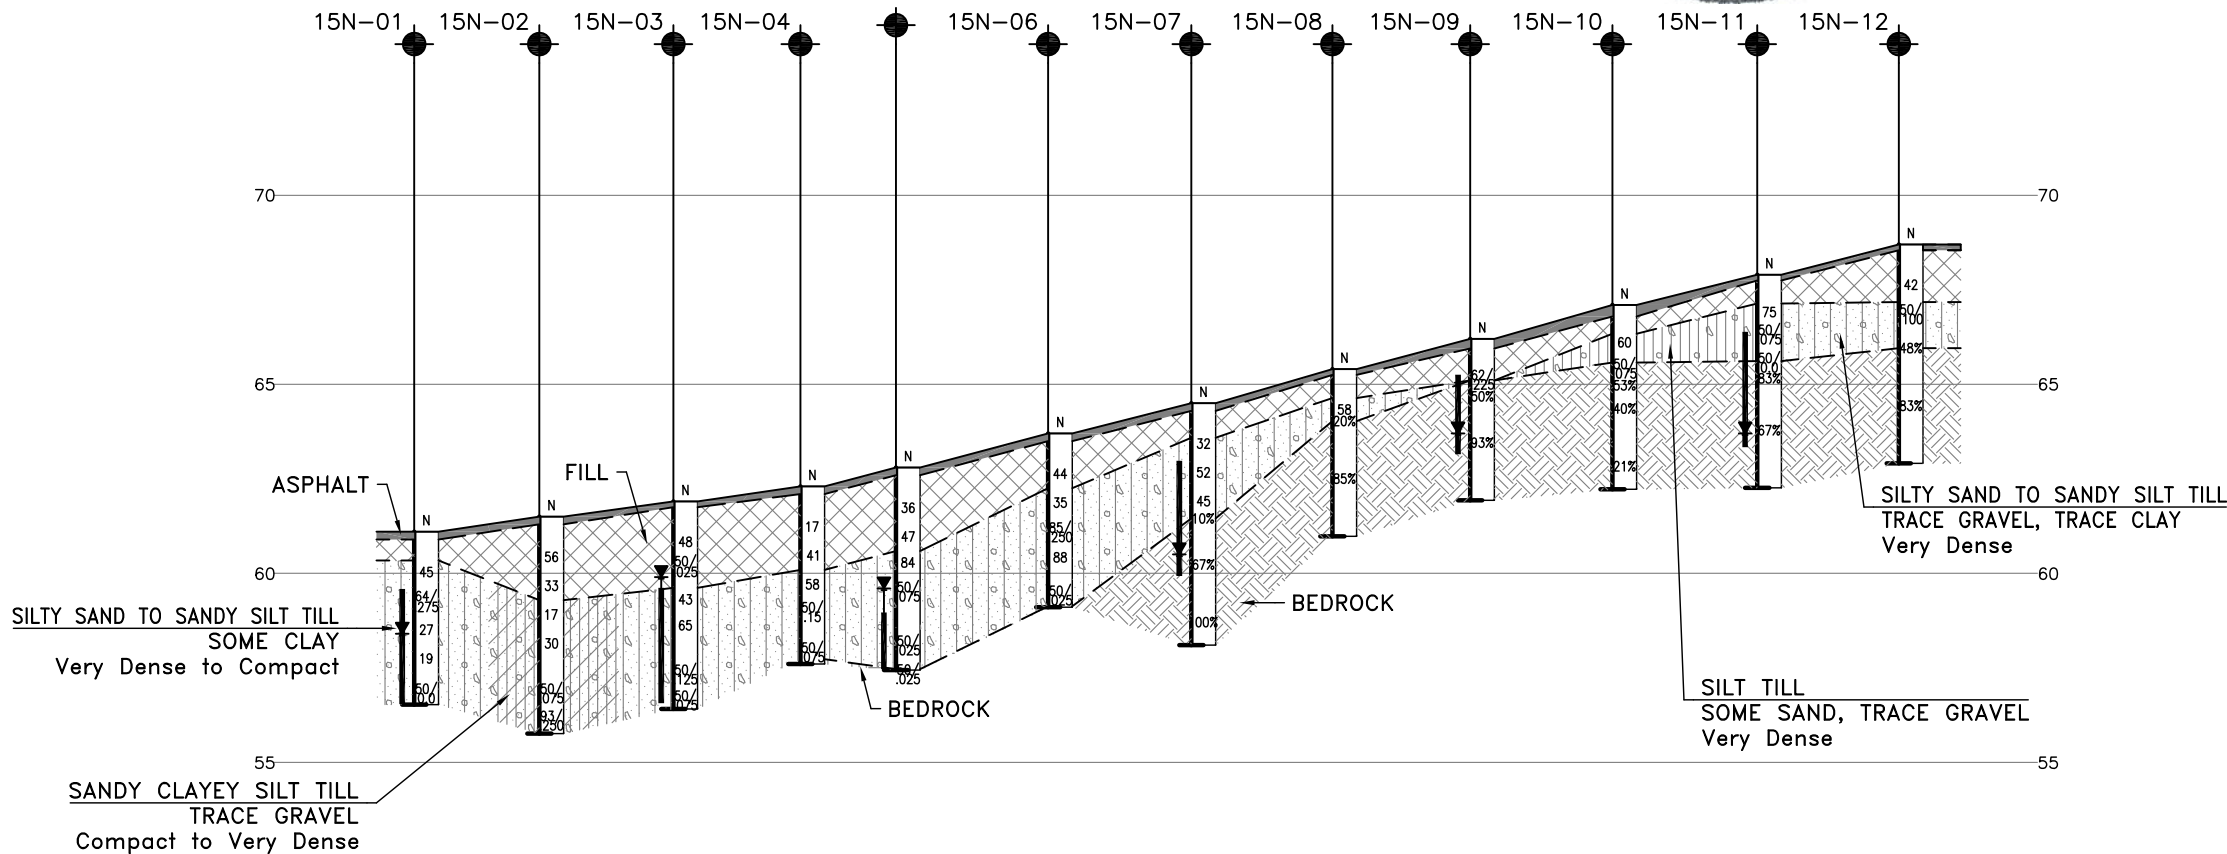 15N-01
15N-02
15N-03
15N-04
15N-06
15N-07
15N-08
15N-09
15N-10
15N-11
15N-12
70
70
65
65
60
60
55
55
ASPHALT
FILL
SILTY SAND TO SANDY SILT TILL
SOME CLAY
Very Dense to Compact
SANDY CLAYEY SILT TILL
TRACE GRAVEL
Compact to Very Dense
BEDROCK
BEDROCK
SILTY SAND TO SANDY SILT TILL
TRACE GRAVEL, TRACE CLAY
Very Dense
SILT TILL
SOME SAND, TRACE GRAVEL
Very Dense
N
45
64/
.275
27
19
50/
0.0
N
56
33
17
30
50/
.075
93/
.250
N
48
50/
.025
43
65
50/
.125
50/
.075
N
17
41
58
50/
.15
50/
.075
N
36
47
84
50/
.075
50/
.025
50/
.025
N
44
35
85/
.250
88
50/
.025
N
32
52
45
10%
67%
N
58
20%
85%
N
62/
.225
50%
93%
N
60
50/
.075
53%
40%
21%
N
75
50/
.075
50/
0.0
83%
67%
N
42
50/
.100
48%
83%